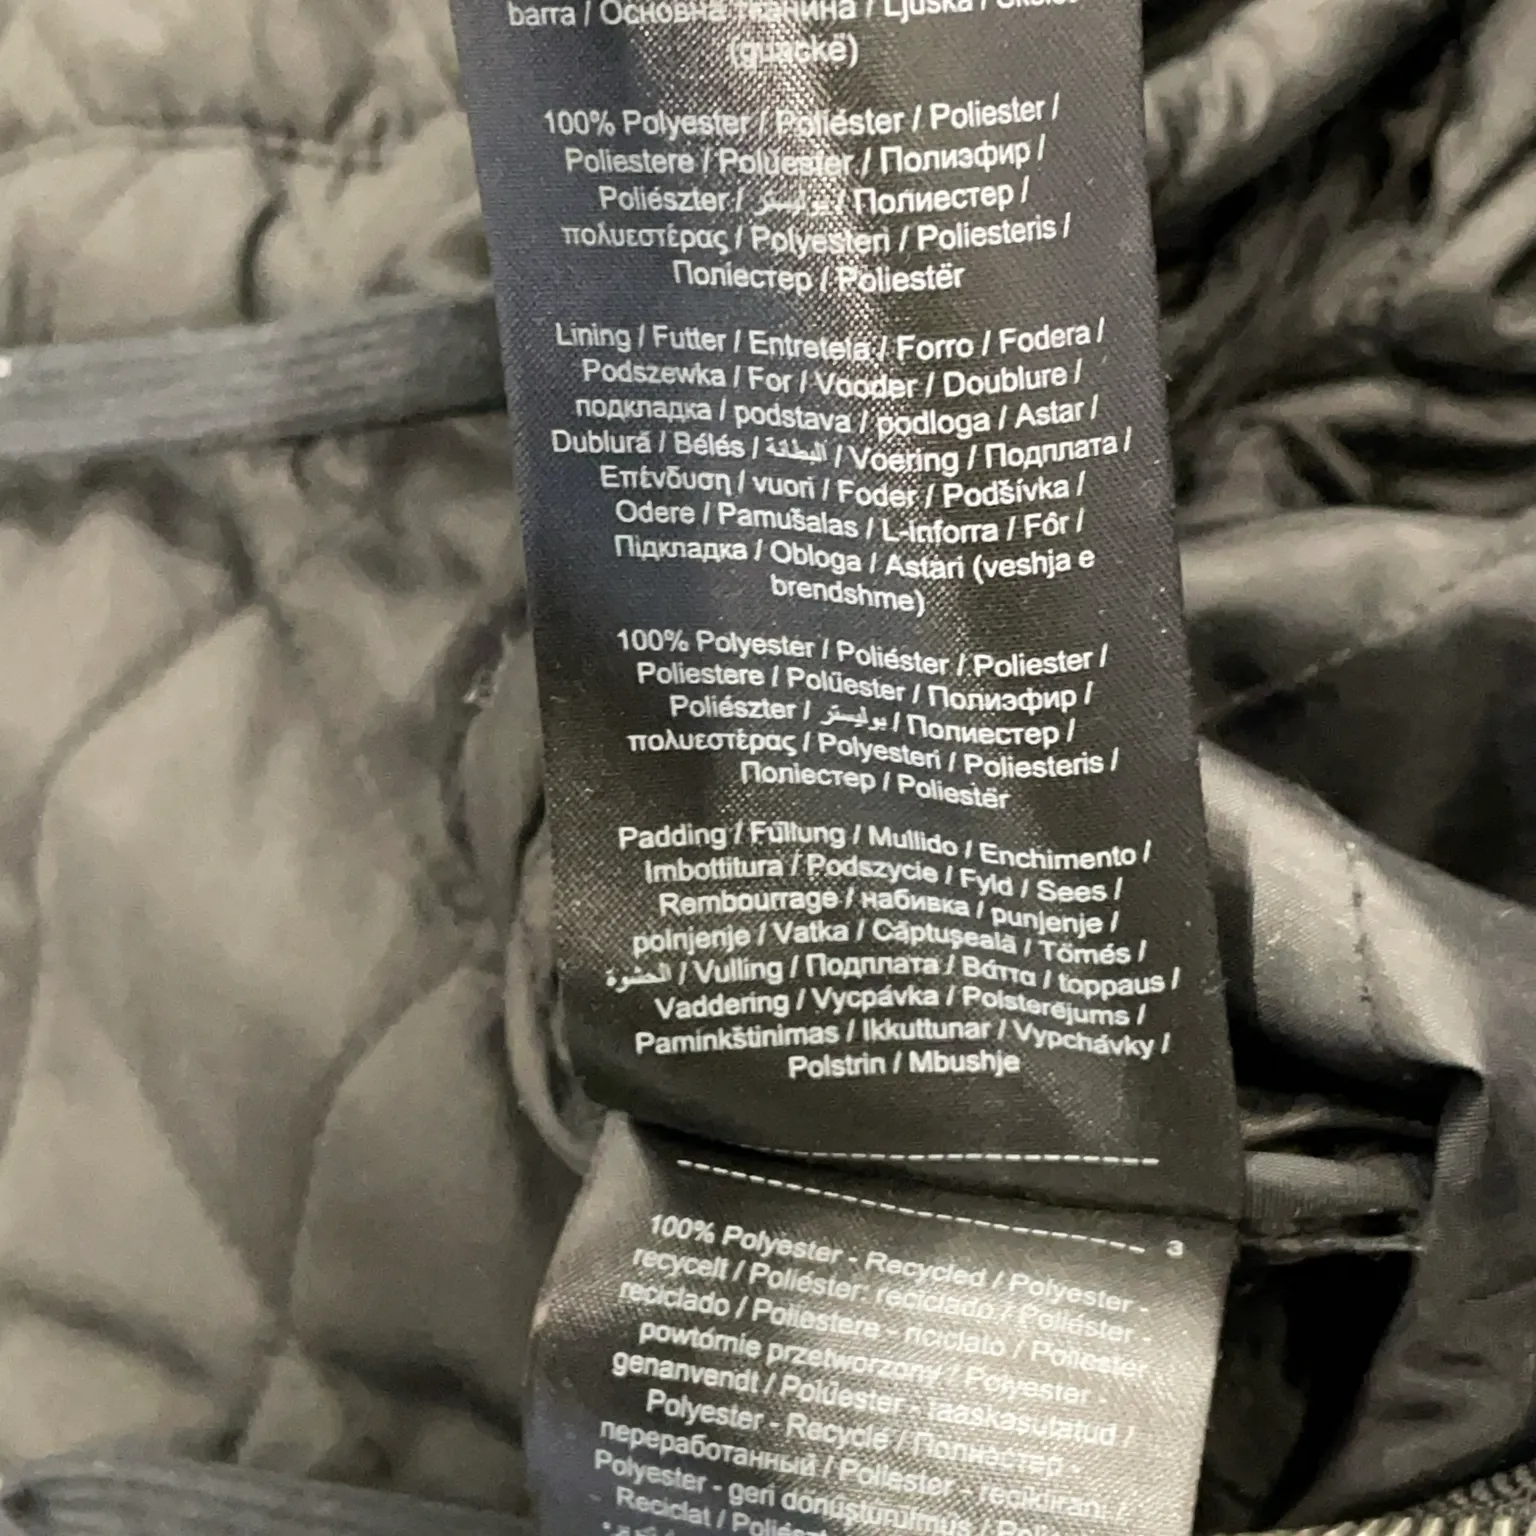 barra / Основна тканина / Ljuska /
(guackë)
100% Polyester / Poliéster / Poliester /
Poliestere / Polüester / Полиэфир /
Poliészter / بوليستر / Полиестер /
πολυεστέρας / Polyesteri / Poliesteris /
Поліестер / Poliestër
Lining / Futter / Entretela / Forro / Fodera /
Podszewka / For / Vooder / Doublure /
подкладка / podstava / podloga / Astar /
Dublură / Bélés / البطانة / Voering / Подплата /
Επένδυση / vuori / Foder / Podšívka /
Odere / Pamušalas / L-inforra / Fôr /
Підкладка / Obloga / Astari (veshja e
brendshme)
100% Polyester / Poliéster / Poliester /
Poliestere / Polüester / Полиэфир /
Poliészter / بوليستر / Полиестер /
πολυεστέρας / Polyesteri / Poliesteris /
Поліестер / Poliestër
Padding / Füllung / Mullido / Enchimento /
Imbottitura / Podszycie / Fyld / Sees /
Rembourrage / набивка / punjenje /
polnjenje / Vatka / Căptușeală / Tömés /
الحشوة / Vulling / Подплата / Βάττα / toppaus /
Vaddering / Vycpávka / Polsterējums /
Paminkštinimas / Ikkuttunar / Vypchávky /
Polstrin / Mbushje
3
100% Polyester - Recycled / Polyester -
recycelt / Poliéster: reciclado / Poliéster -
reciclado / Poliestere - riciclato / Poliester
powtórnie przetworzony / Polyester -
genanvendt / Polüester - taaskasutatud /
Polyester - Recyclé / Полиэстер -
переработанный / Poliester - reciklirani /
Polyester - geri dönüştürülmüş /
Reciclat /